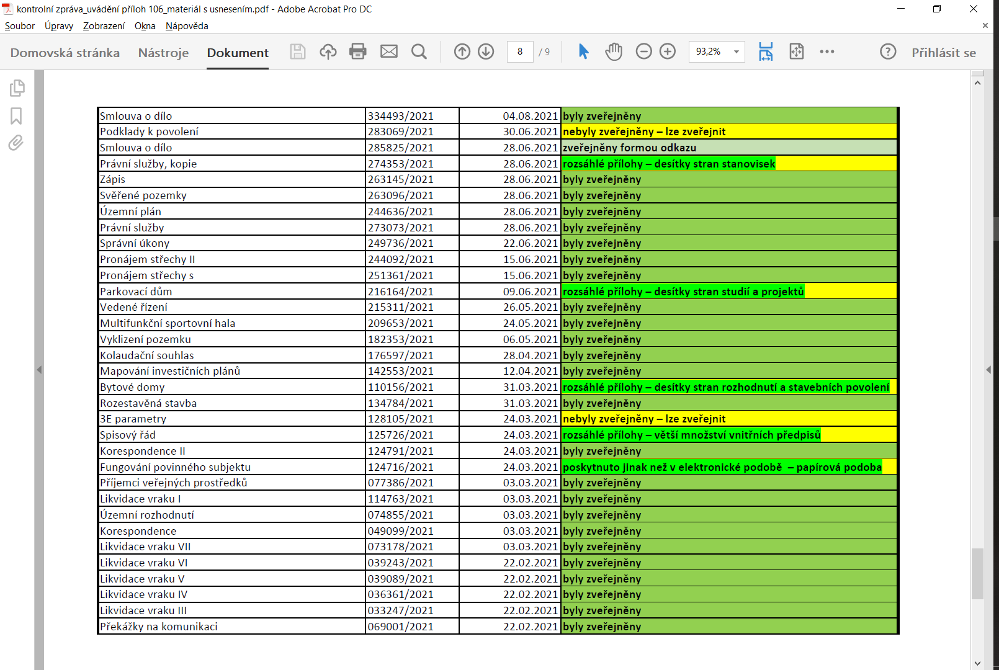 kontrolní zpráva_uvádění příloh 106_materiál s usnesením.pdf - Adobe Acrobat Pro DC
Soubor Úpravy Zobrazení Okna Nápověda
Domovská stránka Nástroje Dokument 8 / 9 93,2% Přihlásit se
Smlouva o dílo 334493/2021 04.08.2021 byly zveřejněny
Podklady k povolení 283069/2021 30.06.2021 nebyly zveřejněny – lze zveřejnit
Smlouva o dílo 285825/2021 28.06.2021 zveřejněny formou odkazu
Právní služby, kopie 274353/2021 28.06.2021 rozsáhlé přílohy – desítky stran stanovisek
Zápis 263145/2021 28.06.2021 byly zveřejněny
Svěřené pozemky 263096/2021 28.06.2021 byly zveřejněny
Územní plán 244636/2021 28.06.2021 byly zveřejněny
Právní služby 273073/2021 28.06.2021 byly zveřejněny
Správní úkony 249736/2021 22.06.2021 byly zveřejněny
Pronájem střechy II 244092/2021 15.06.2021 byly zveřejněny
Pronájem střechy s 251361/2021 15.06.2021 byly zveřejněny
Parkovací dům 216164/2021 09.06.2021 rozsáhlé přílohy – desítky stran studií a projektů
Vedené řízení 215311/2021 26.05.2021 byly zveřejněny
Multifunkční sportovní hala 209653/2021 24.05.2021 byly zveřejněny
Vyklizení pozemku 182353/2021 06.05.2021 byly zveřejněny
Kolaudační souhlas 176597/2021 28.04.2021 byly zveřejněny
Mapování investičních plánů 142553/2021 12.04.2021 byly zveřejněny
Bytové domy 110156/2021 31.03.2021 rozsáhlé přílohy – desítky stran rozhodnutí a stavebních povolení
Rozestavěná stavba 134784/2021 31.03.2021 byly zveřejněny
3E parametry 128105/2021 24.03.2021 nebyly zveřejněny – lze zveřejnit
Spisový řád 125726/2021 24.03.2021 rozsáhlé přílohy – větší množství vnitřních předpisů
Korespondence II 124791/2021 24.03.2021 byly zveřejněny
Fungování povinného subjektu 124716/2021 24.03.2021 poskytnuto jinak než v elektronické podobě – papírová podoba
Příjemci veřejných prostředků 077386/2021 03.03.2021 byly zveřejněny
Likvidace vraku I 114763/2021 03.03.2021 byly zveřejněny
Územní rozhodnutí 074855/2021 03.03.2021 byly zveřejněny
Korespondence 049099/2021 03.03.2021 byly zveřejněny
Likvidace vraku VII 073178/2021 03.03.2021 byly zveřejněny
Likvidace vraku VI 039243/2021 22.02.2021 byly zveřejněny
Likvidace vraku V 039089/2021 22.02.2021 byly zveřejněny
Likvidace vraku IV 036361/2021 22.02.2021 byly zveřejněny
Likvidace vraku III 033247/2021 22.02.2021 byly zveřejněny
Překážky na komunikaci 069001/2021 22.02.2021 byly zveřejněny